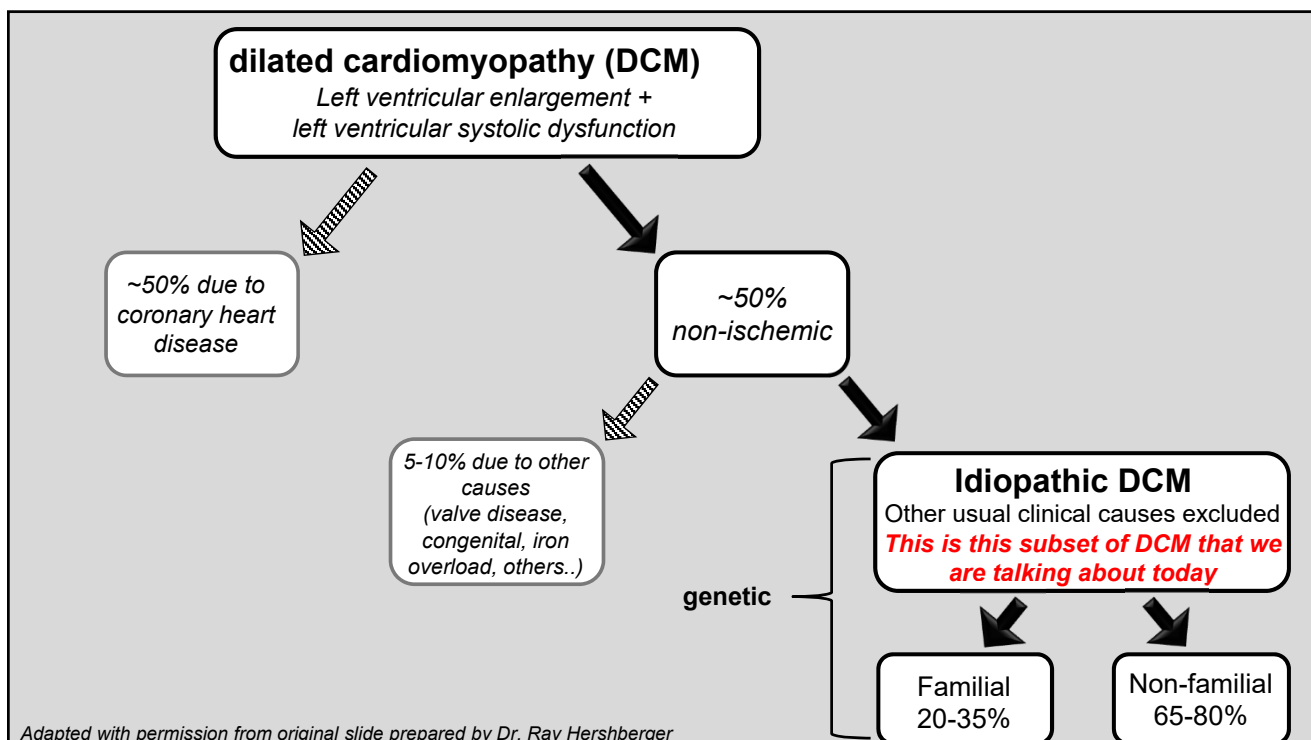 dilated cardiomyopathy (DCM)
Left ventricular enlargement +
left ventricular systolic dysfunction
~50% due to
coronary heart
disease
~50%
non-ischemic
5-10% due to other
causes
(valve disease,
congenital, iron
overload, others..)
Idiopathic DCM
Other usual clinical causes excluded
This is this subset of DCM that we
are talking about today
genetic
Familial
20-35%
Non-familial
65-80%
Adapted with permission from original slide prepared by Dr. Ray Hershberger